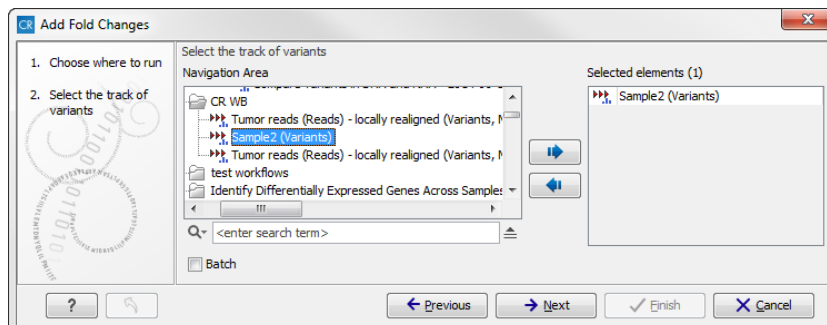 CR Add Fold Changes
1. Choose where to run
2. Select the track of
variants
Select the track of variants
Navigation Area
CR WB
Tumor reads (Reads) - locally realigned (Variants, M
Sample2 (Variants)
Tumor reads (Reads) - locally realigned (Variants, M
test workflows
Identify Differentially Expressed Genes Across Samples
<enter search term>
Batch
Selected elements (1)
Sample2 (Variants)
?
Previous
Next
Finish
Cancel